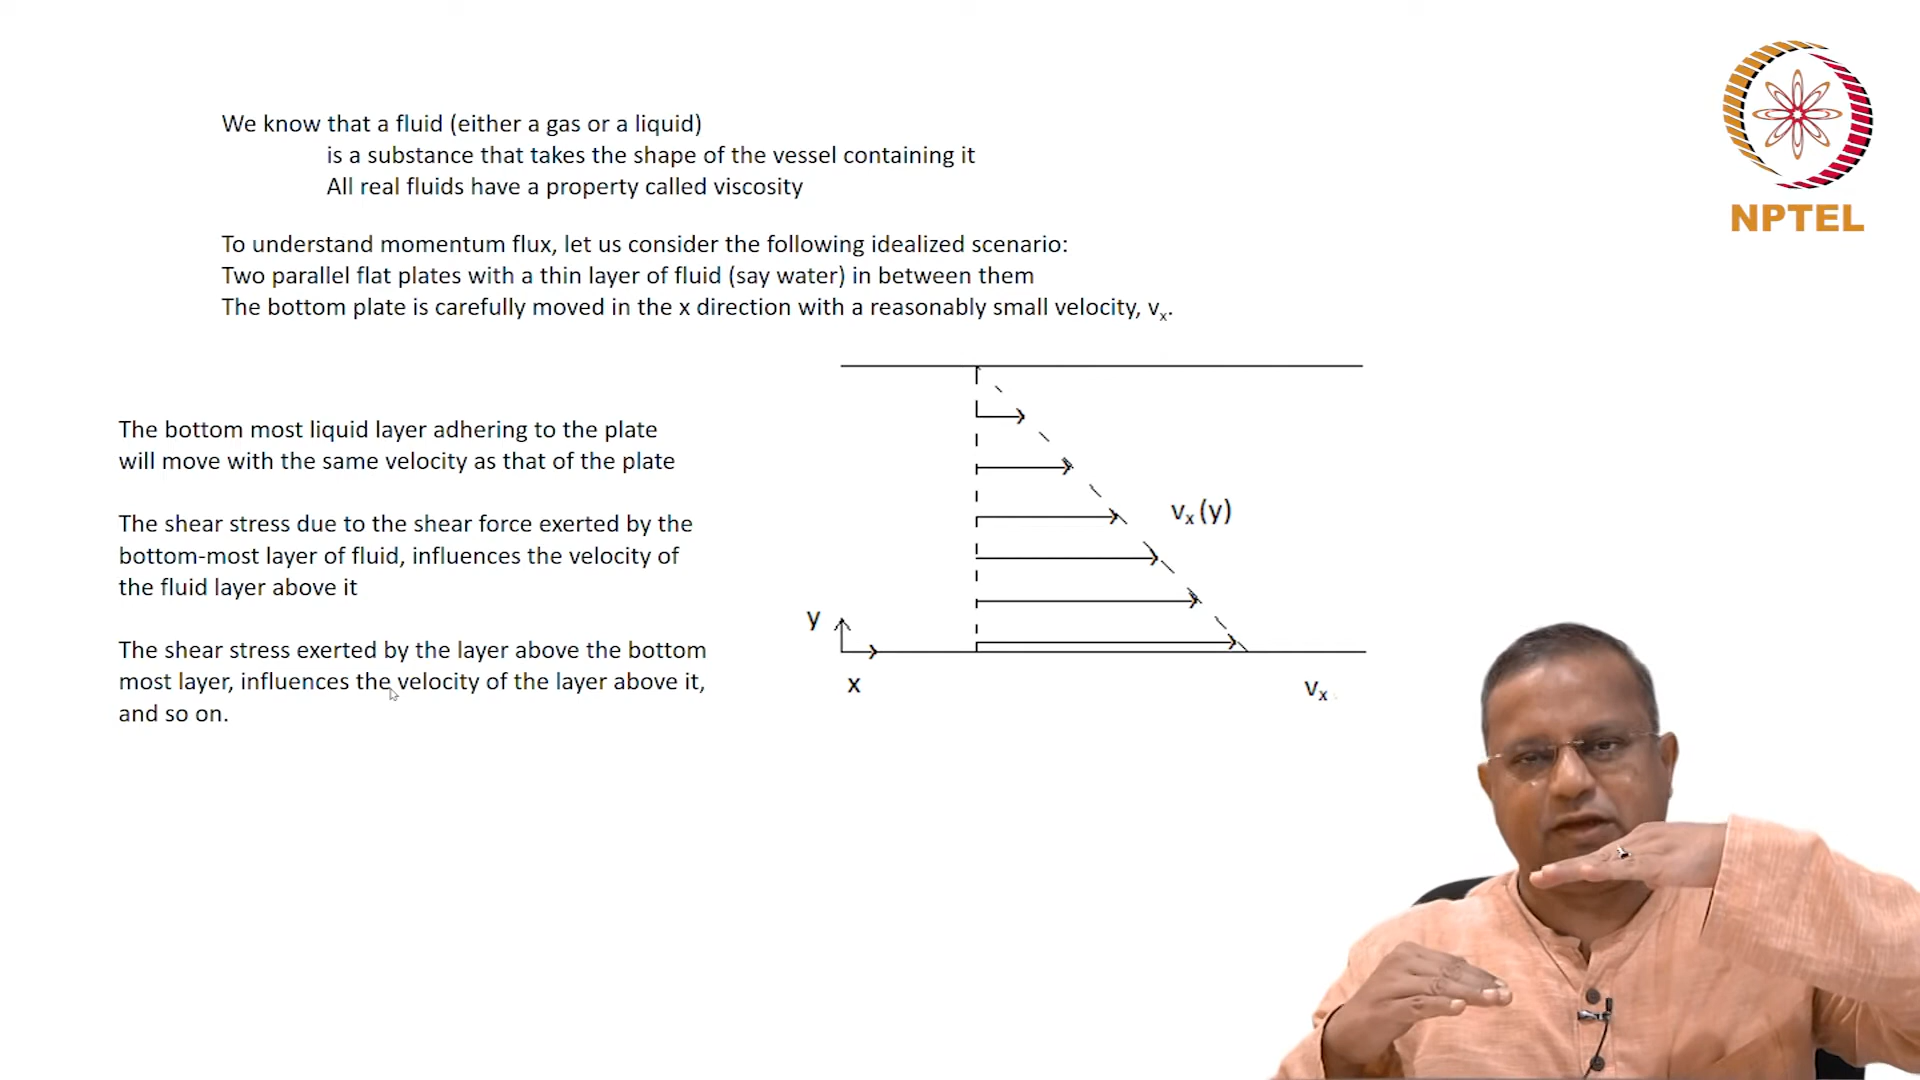 We know that a fluid (either a gas or a liquid)
is a substance that takes the shape of the vessel containing it
All real fluids have a property called viscosity
To understand momentum flux, let us consider the following idealized scenario:
Two parallel flat plates with a thin layer of fluid (say water) in between them
The bottom plate is carefully moved in the x direction with a reasonably small velocity, vx.
The bottom most liquid layer adhering to the plate
will move with the same velocity as that of the plate
The shear stress due to the shear force exerted by the
bottom-most layer of fluid, influences the velocity of
the fluid layer above it
The shear stress exerted by the layer above the bottom
most layer, influences the velocity of the layer above it,
and so on.
vx(y)
y
x
vx
NPTEL